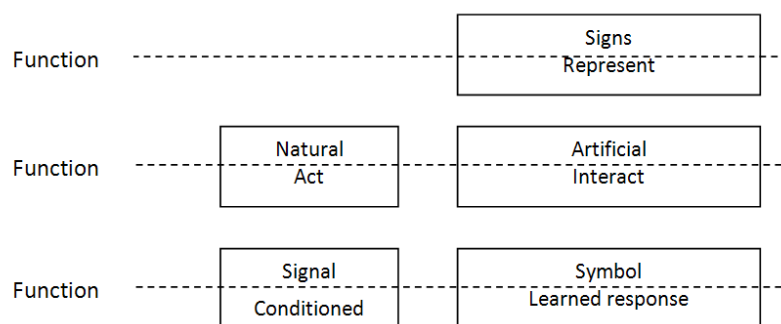 Signs
Function
Represent
Natural
Artificial
Function
Act
Interact
Signal
Symbol
Function
Conditioned
Learned response